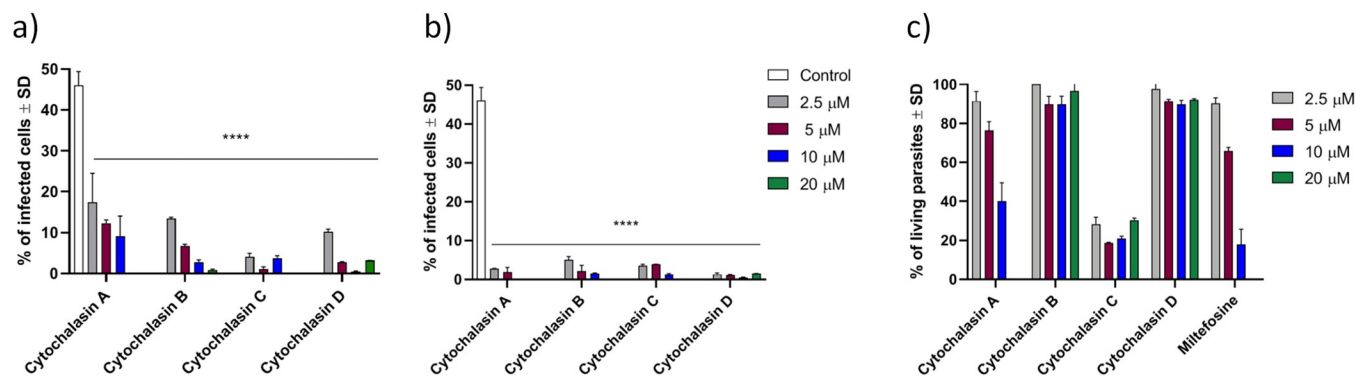 a)
% of infected cells ± SD
50
40
30
20
10
0
****
Cytochalasin A
Cytochalasin B
Cytochalasin C
Cytochalasin D
b)
% of infected cells ± SD
50
40
30
20
10
0
****
Cytochalasin A
Cytochalasin B
Cytochalasin C
Cytochalasin D
Control
2.5 μM
5 μM
10 μM
20 μM
c)
% of living parasites ± SD
100
80
60
40
20
0
Cytochalasin A
Cytochalasin B
Cytochalasin C
Cytochalasin D
Miltefosine
2.5 μM
5 μM
10 μM
20 μM